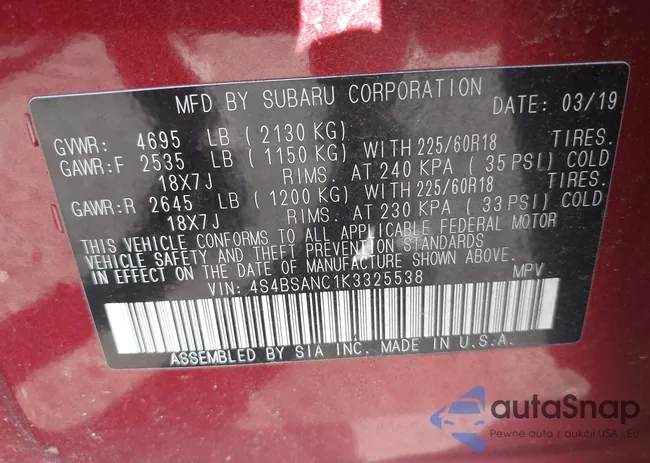 MFD BY SUBARU CORPORATION DATE: 03/19
GVWR: 4695 LB (2130 KG)
GAWR:F 2535 LB (1150 KG) WITH 225/60R18 TIRES.
18X7J RIMS. AT 240 KPA ( 35 PSI) COLD
GAWR:R 2645 LB (1200 KG) WITH 225/60R18 TIRES.
18X7J RIMS. AT 230 KPA ( 33 PSI) COLD
THIS VEHICLE CONFORMS TO ALL APPLICABLE FEDERAL MOTOR
VEHICLE SAFETY AND THEFT PREVENTION STANDARDS
IN EFFECT ON THE DATE OF MANUFACTURE SHOWN ABOVE.
VIN: 4S4BSANC1K3325538 MPV
ASSEMBLED BY SIA INC. MADE IN U.S.A.
autaSnap
Pewne auta z aukcji USA i EU